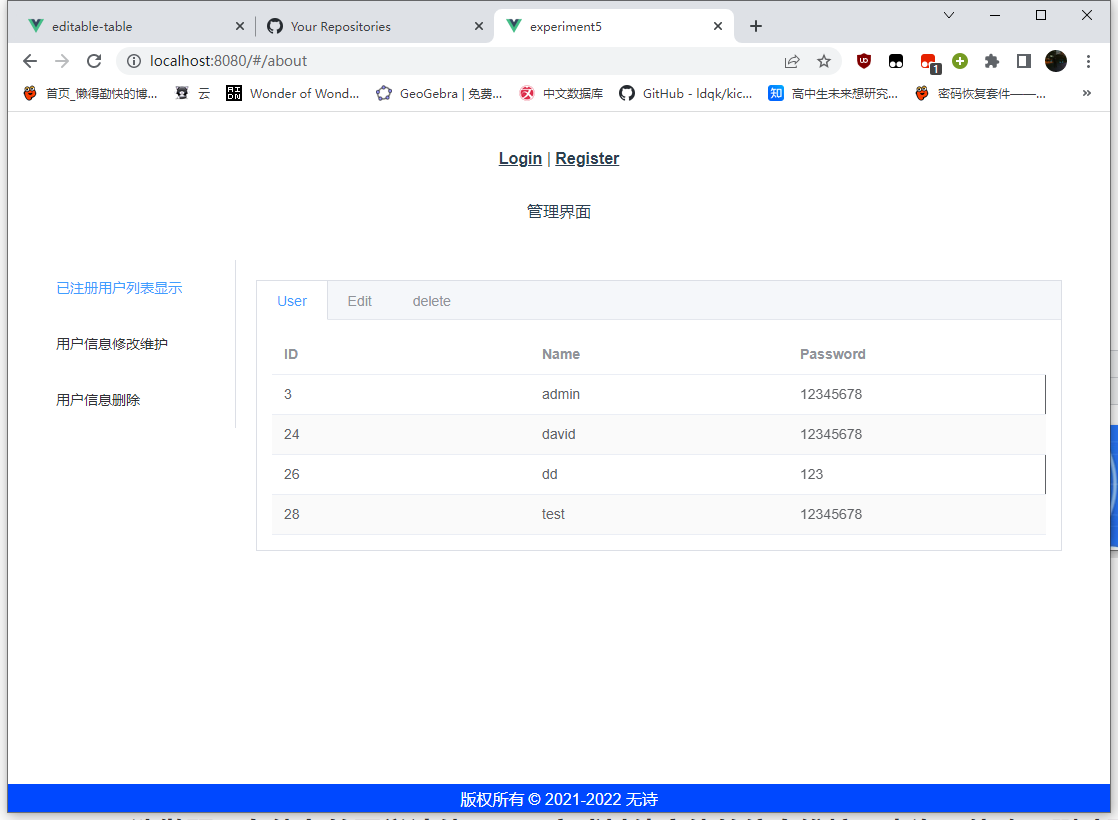 editable-table
Your Repositories
experiment5
localhost:8080/#/about
1
首页_懒得勤快的博...
云
Wonder of Wond...
GeoGebra | 免费...
中文数据库
GitHub - ldqk/kic...
知
高中生未来想研究...
密码恢复套件——...
»
Login | Register
管理界面
已注册用户列表显示
用户信息修改维护
用户信息删除
User Edit delete
ID Name Password
3 admin 12345678
24 david 12345678
26 dd 123
28 test 12345678
版权所有 © 2021-2022 无诗